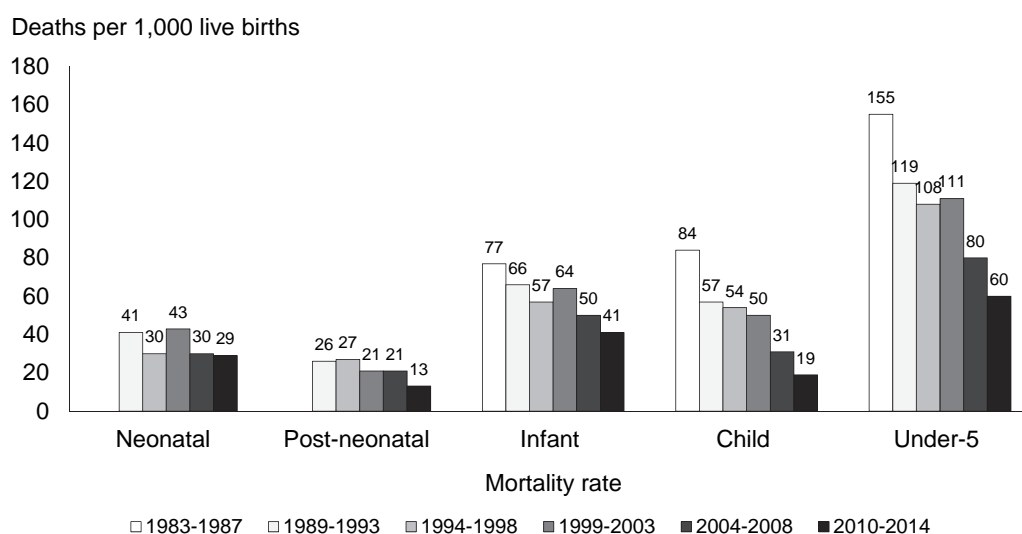 Deaths per 1,000 live births
180
160
140
120
100
80
60
40
20
0
41 30 43 30 29
26 27 21 21 13
77 66 57 64 50 41
84 57 54 50 31 19
155 119 108 111 80 60
Neonatal Post-neonatal Infant Child Under-5
Mortality rate
1983-1987 1989-1993 1994-1998 1999-2003 2004-2008 2010-2014